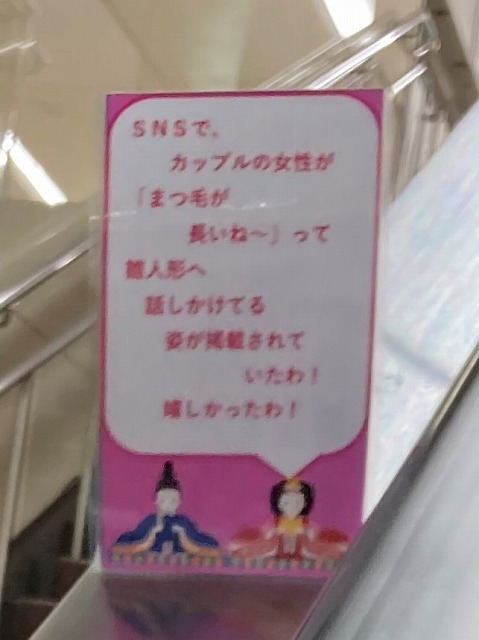 SNSで、
カップルの女性が
「まつ毛が
長いね〜」って
雛人形へ
話しかけてる
姿が掲載されて
いたわ！
嬉しかったわ！